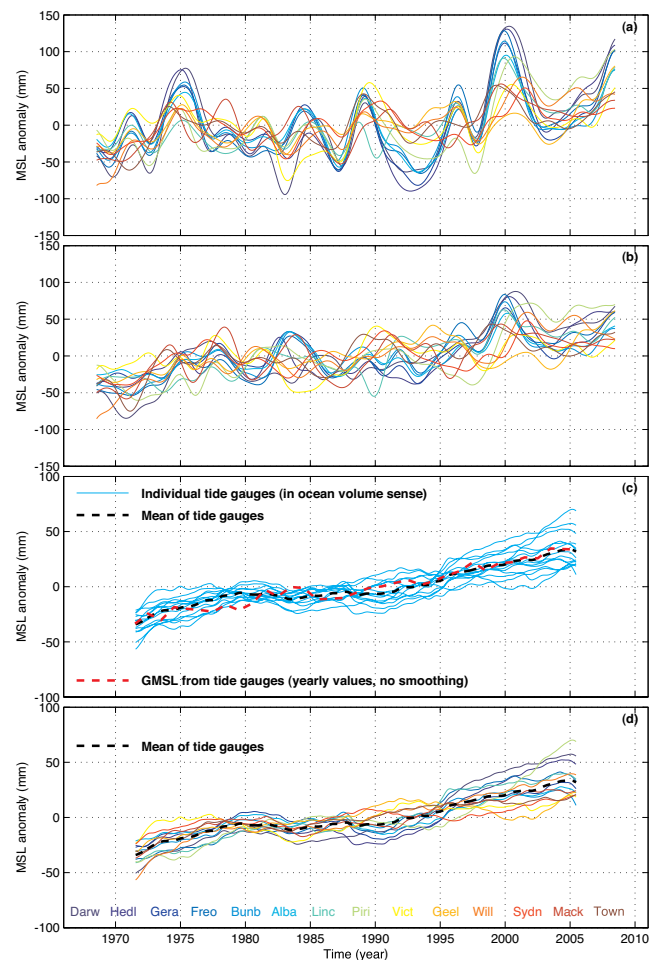 150
(a)
100
50
0
-50
-100
-150
MSL anomaly (mm)
150
(b)
100
50
0
-50
-100
-150
MSL anomaly (mm)
100
(c)
Individual tide gauges (in ocean volume sense)
50
Mean of tide gauges
0
-50
GMSL from tide gauges (yearly values, no smoothing)
-100
MSL anomaly (mm)
100
(d)
Mean of tide gauges
50
0
-50
Darw Hedl Gera Freo Bunb Alba Linc Piri Vict Geel Will Sydn Mack Town
-100
MSL anomaly (mm)
1970 1975 1980 1985 1990 1995 2000 2005 2010
Time (year)